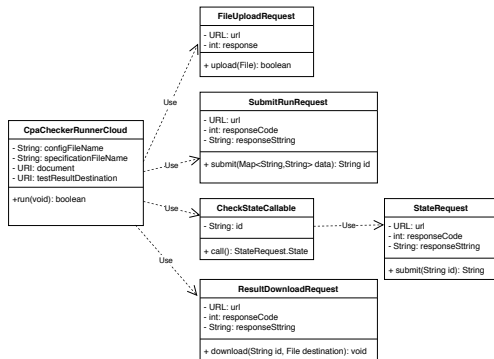 FileUploadRequest
- URL: url
- int: response
+ upload(File): boolean
Use
SubmitRunRequest
- URL: url
- int: responseCode
- String: responseSttring
+ submit(Map<String,String> data): String id
Use
CpaCheckerRunnerCloud
- String: configFileName
- String: specificationFileName
- URI: document
- URI: testResultDestination
+run(void): boolean
Use
CheckStateCallable
- String: id
+ call(): StateRequest.State
Use
StateRequest
- URL: url
- int: responseCode
- String: responseSttring
+ submit(String id): String
Use
ResultDownloadRequest
- URL: url
- int: responseCode
- String: responseSttring
+ download(String id, File destination): void